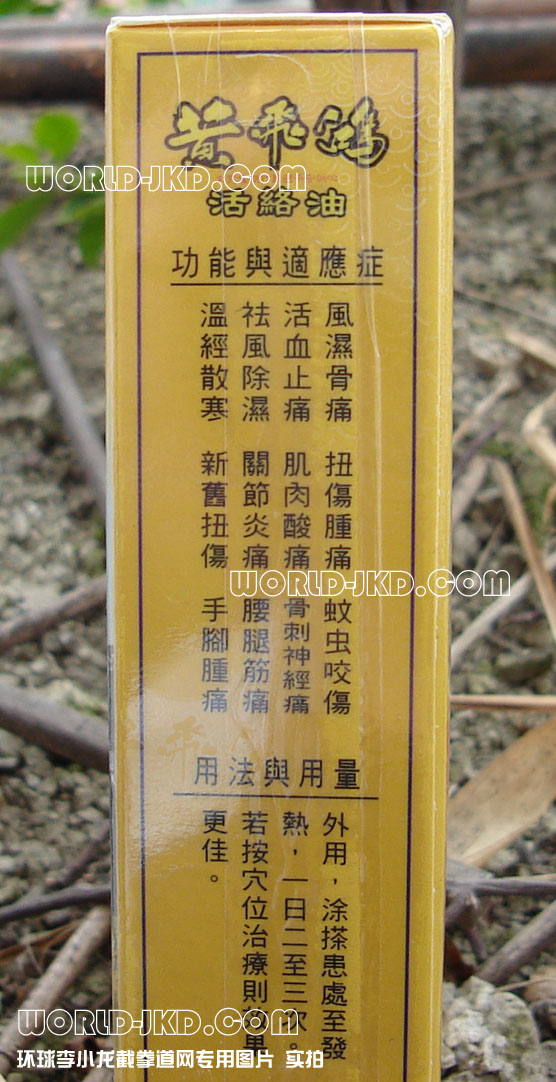 黃飛鴻
WORLD-JKD.COM
活絡油
功能與適應症
風濕骨痛 扭傷腫痛 蚊虫咬傷
活血止痛 肌肉酸痛 骨刺神經痛
祛風除濕 關節炎痛 腰腿筋痛
溫經散寒 新舊扭傷 手腳腫痛
WORLD-JKD.COM
用法與用量
外用，涂搽患處至發
熱，一日二至三次。
若按穴位治療則效果
更佳。
WORLD-JKD.COM
环球李小龙截拳道网专用图片 实拍